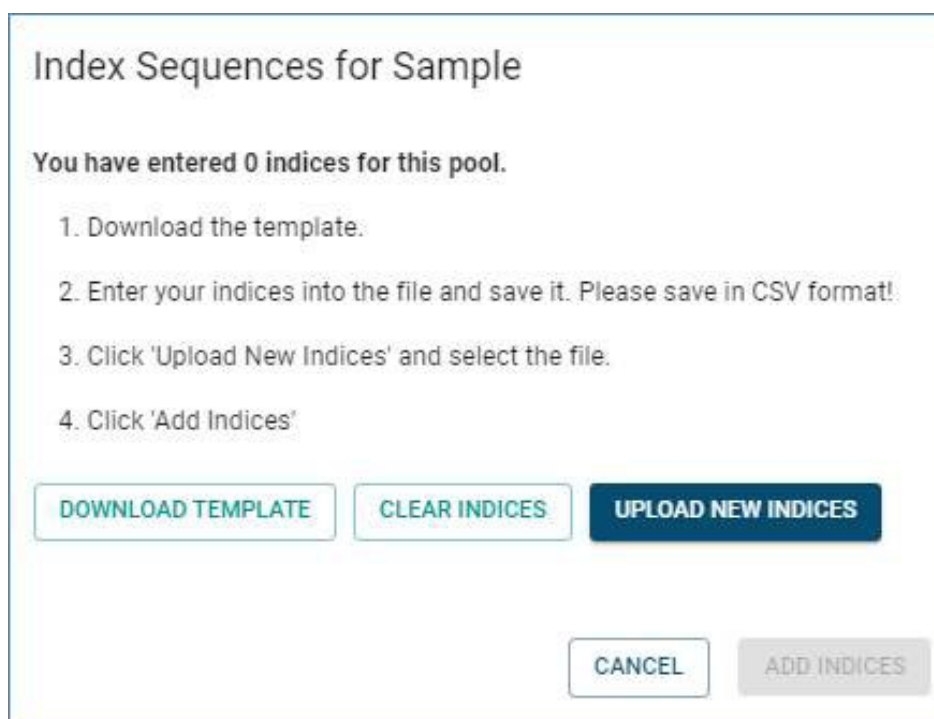 Index Sequences for Sample
You have entered 0 indices for this pool.
1. Download the template.
2. Enter your indices into the file and save it. Please save in CSV format!
3. Click 'Upload New Indices' and select the file.
4. Click 'Add Indices'
DOWNLOAD TEMPLATE CLEAR INDICES UPLOAD NEW INDICES
CANCEL ADD INDICES